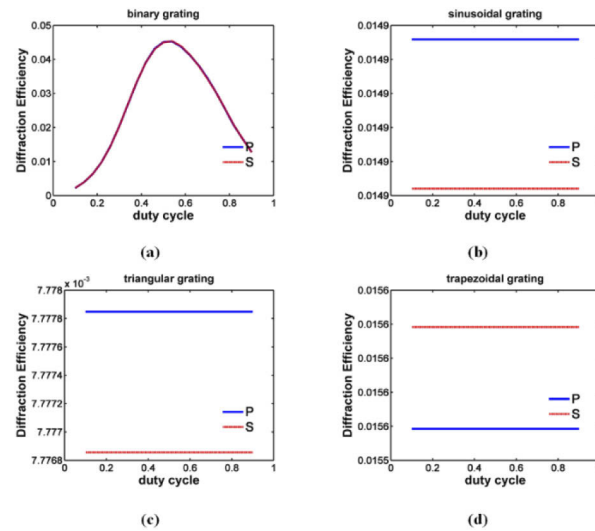 binary grating
Diffraction Efficiency
0.05
0.04
0.03
0.02
0.01
0
P
S
0 0.2 0.4 0.6 0.8 1
duty cycle
(a)
sinusoidal grating
Diffraction Efficiency
0.0149
0.0149
0.0149
0.0149
0.0149
P
S
0.2 0.4 0.6 0.8
duty cycle
(b)
triangular grating
x 10⁻³
Diffraction Efficiency
7.778
7.7778
7.7776
7.7774
7.7772
7.777
7.7768
P
S
0 0.2 0.4 0.6 0.8 1
duty cycle
(c)
trapezoidal grating
Diffraction Efficiency
0.0156
0.0156
0.0156
0.0156
0.0155
P
S
0.2 0.4 0.6 0.8
duty cycle
(d)